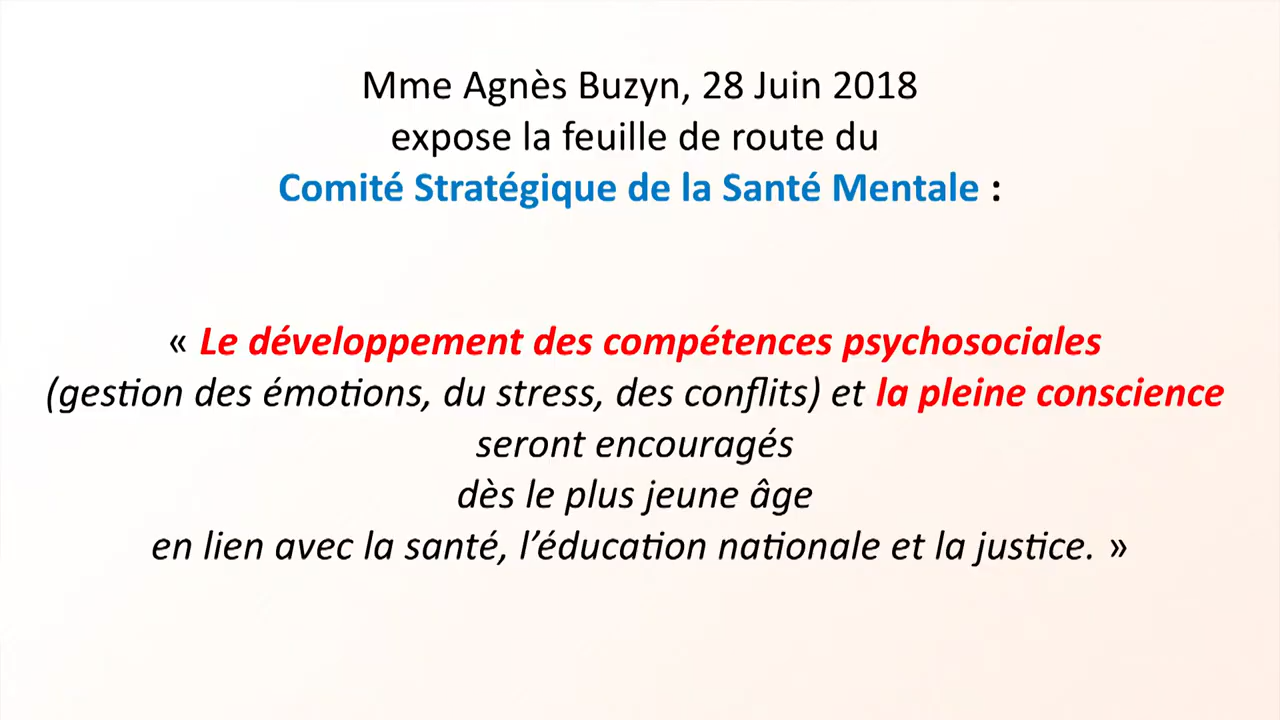 Mme Agnès Buzyn, 28 Juin 2018
expose la feuille de route du
Comité Stratégique de la Santé Mentale :
« Le développement des compétences psychosociales
(gestion des émotions, du stress, des conflits) et la pleine conscience
seront encouragés
dès le plus jeune âge
en lien avec la santé, l’éducation nationale et la justice. »